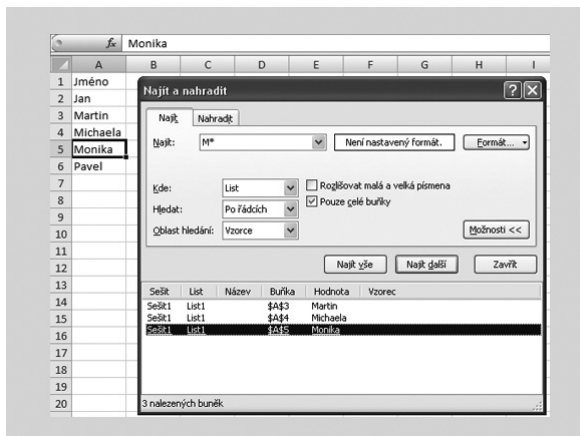 fx Monika
A B C D E F G H I
1 Jméno
2 Jan
3 Martin
4 Michaela
5 Monika
6 Pavel
7
8
9
10
11
12
13
14
15
16
17
18
19
20
Najít a nahradit
Najít Nahradit
Najít: M* Není nastavený formát. Formát...
Kde: List Rozlišovat malá a velká písmena
Hledat: Po řádcích Pouze celé buňky
Oblast hledání: Vzorce Možnosti <<
Najít vše Najít další Zavřít
Sešit List Název Buňka Hodnota Vzorec
Sešit1 List1 $A$3 Martin
Sešit1 List1 $A$4 Michaela
Sešit1 List1 $A$5 Monika
3 nalezených buněk